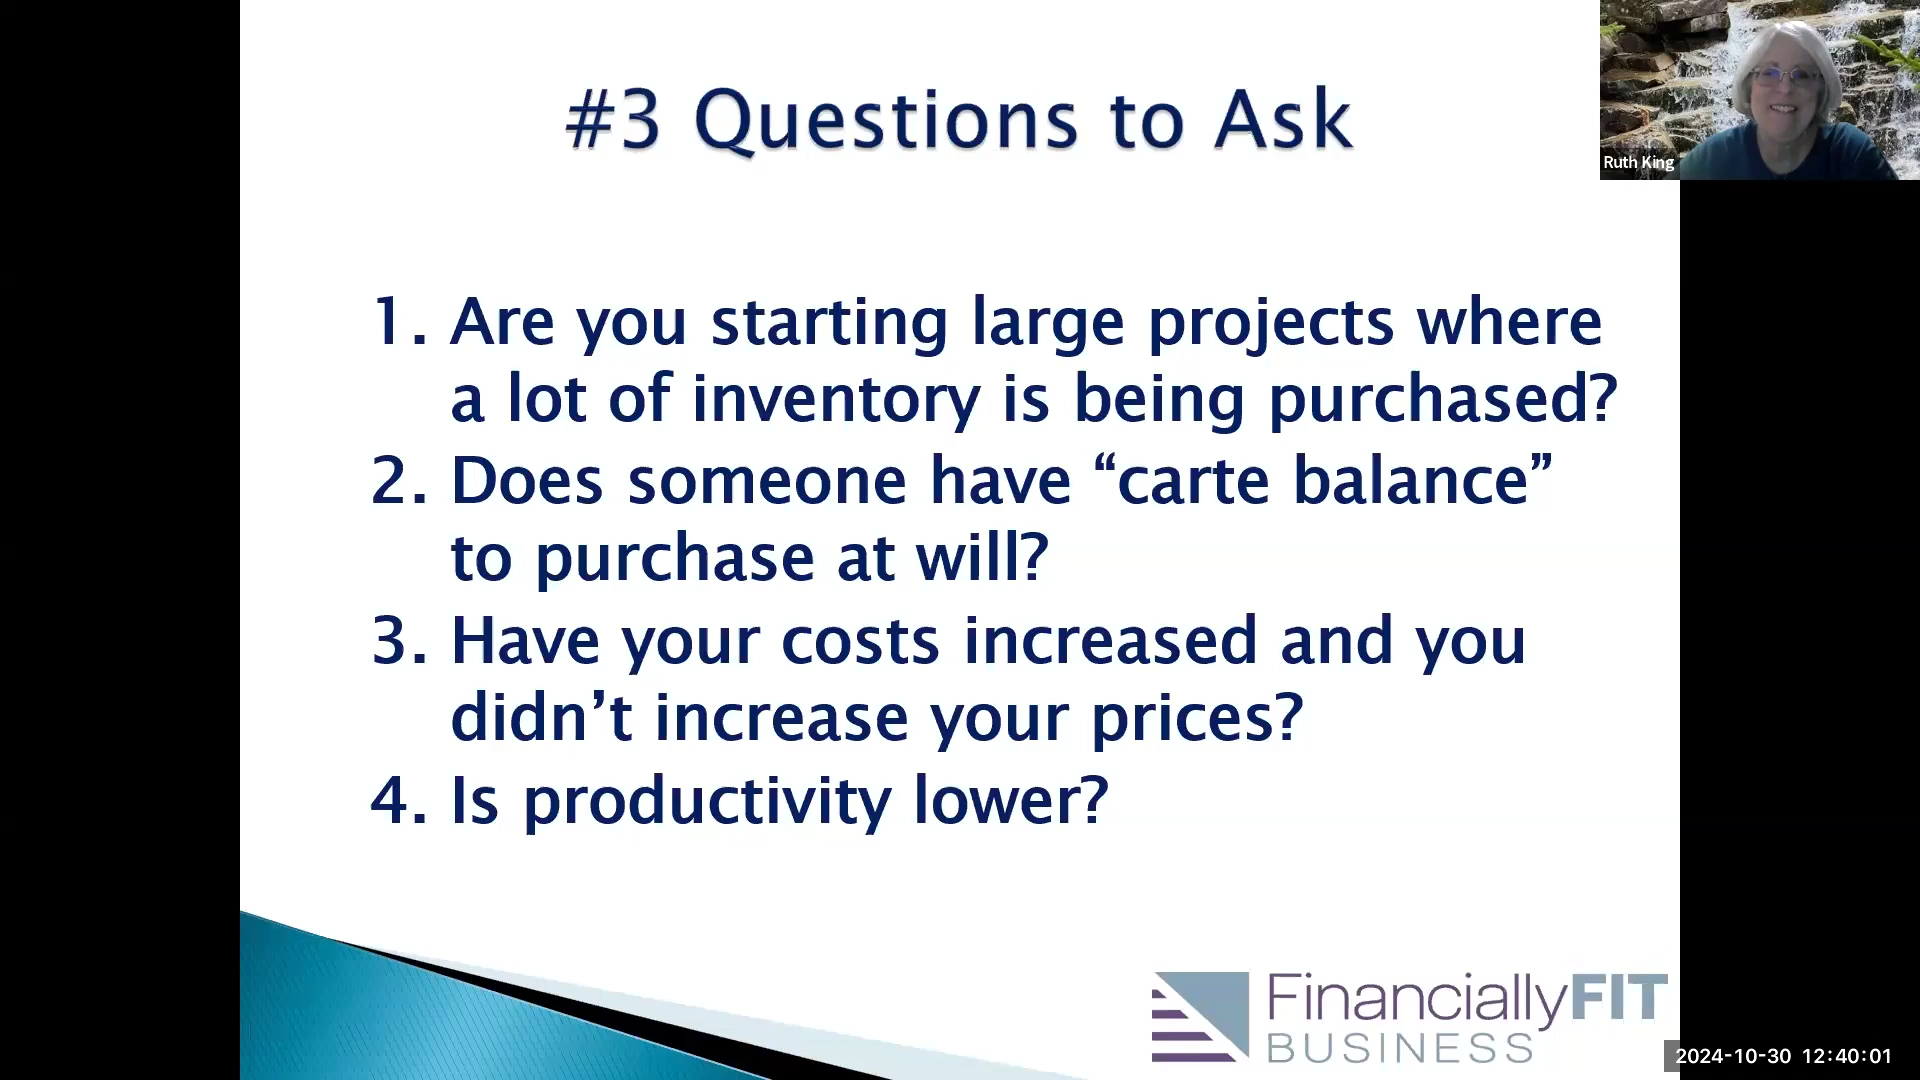 #3 Questions to Ask
Ruth King
1. Are you starting large projects where
a lot of inventory is being purchased?
2. Does someone have “carte balance”
to purchase at will?
3. Have your costs increased and you
didn’t increase your prices?
4. Is productivity lower?
FinanciallyFIT
BUSINESS
2024-10-30 12:40:01